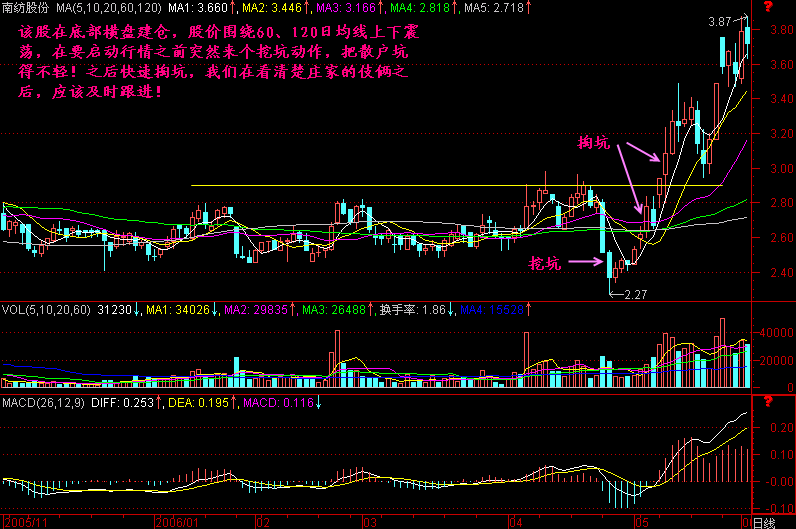 南纺股份 MA(5,10,20,60,120) MA1: 3.660↑, MA2: 3.446↑, MA3: 3.166↑, MA4: 2.818↑, MA5: 2.718↑
3.87
该股在底部横盘建仓，股价围绕60、120日均线上下震
荡，在要启动行情之前突然来个挖坑动作，把散户坑
得不轻！之后快速掏坑，我们在看清楚庄家的伎俩之
后，应该及时跟进！
?
3.80
3.60
3.40
3.20
3.00
2.80
2.60
2.40
掏坑
挖坑
2.27
VOL(5,10,20,60) 31230↓, MA1: 34026↓, MA2: 29835↑, MA3: 26488↑, 换手率: 1.86↓, MA4: 15528↑
40000
20000
0
MACD(26,12,9) DIFF: 0.253↑, DEA: 0.195↑, MACD: 0.116↓
?
0.20
0.10
0.00
-0.10
2005/11 2006/01 02 03 04 05 日线